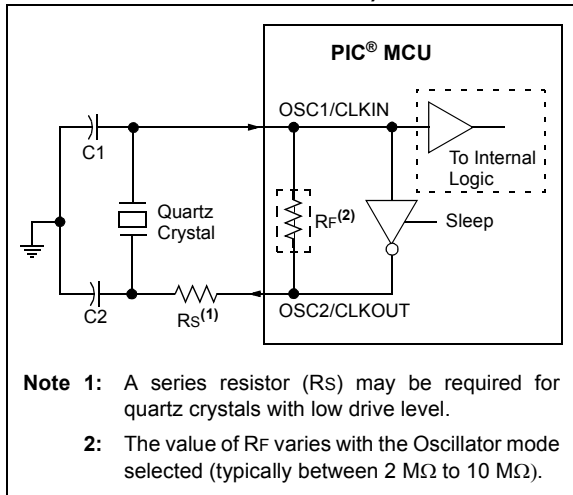 PIC® MCU
OSC1/CLKIN
C1
To Internal
Logic
Quartz
Crystal
RF(2)
Sleep
C2
RS(1)
OSC2/CLKOUT
Note 1: A series resistor (RS) may be required for
quartz crystals with low drive level.
2: The value of RF varies with the Oscillator mode
selected (typically between 2 MΩ to 10 MΩ).